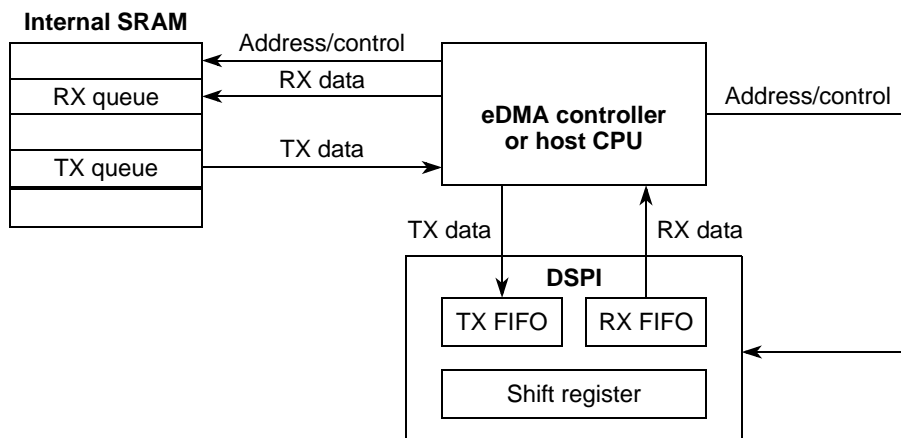 Internal SRAM
Address/control
RX data
RX queue
eDMA controller
or host CPU
Address/control
TX data
TX queue
TX data
RX data
DSPI
TX FIFO
RX FIFO
Shift register